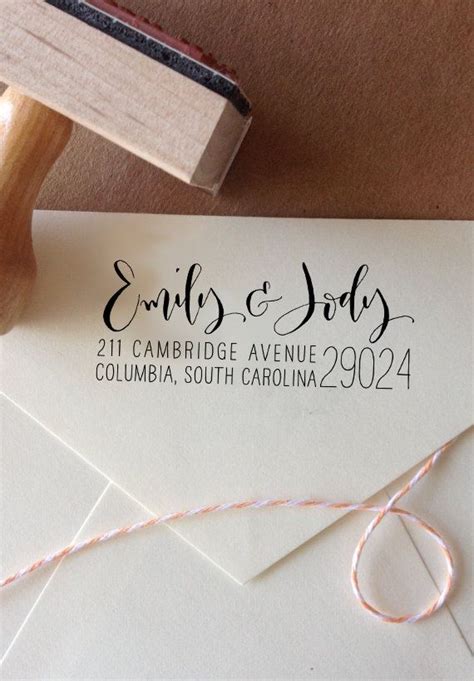 Emily & Jody
211 CAMBRIDGE AVENUE
COLUMBIA, SOUTH CAROLINA 29024